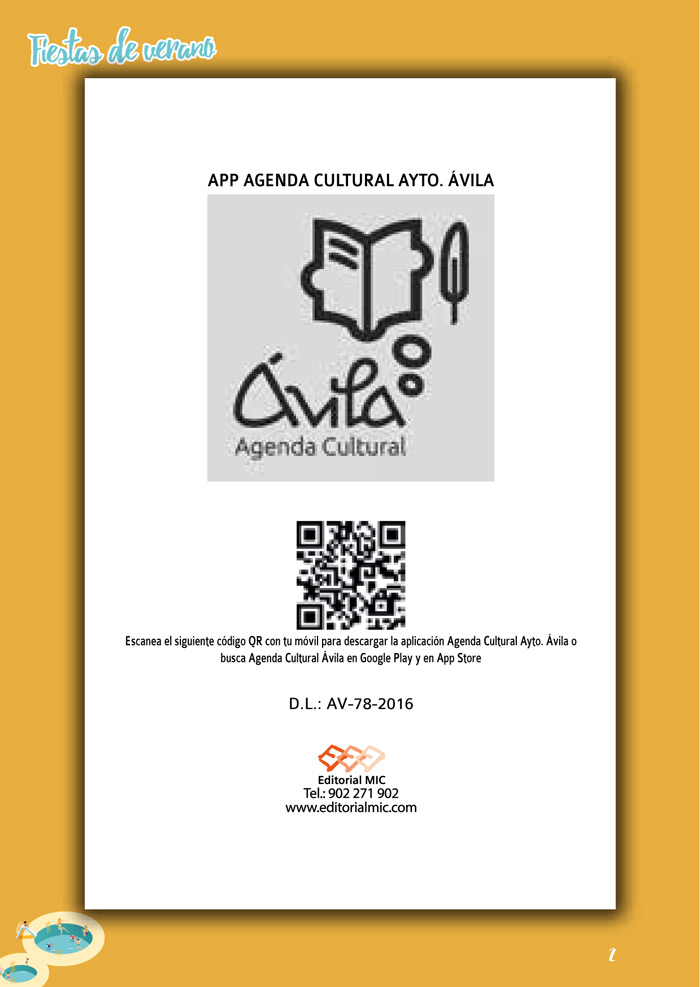 Fiestas de verano
APP AGENDA CULTURAL AYTO. ÁVILA
Ávila
Agenda Cultural
Escanea el siguiente código QR con tu móvil para descargar la aplicación Agenda Cultural Ayto. Ávila o
busca Agenda Cultural Ávila en Google Play y en App Store
D.L.: AV-78-2016
Editorial MIC
Tel.: 902 271 902
www.editorialmic.com
2